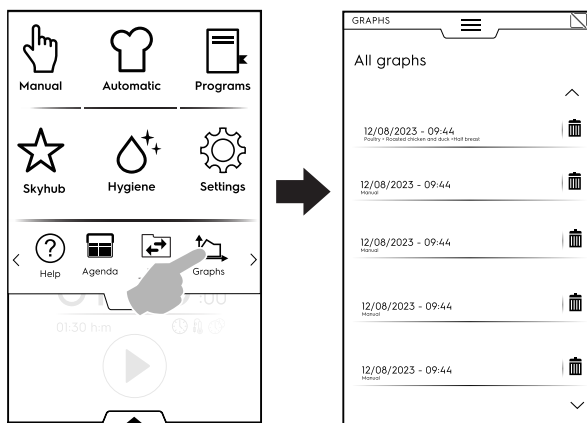 Manual
Automatic
Programs
Skyhub
Hygiene
Settings
?
Help
Agenda
Graphs
:00
01:30 h:m
GRAPHS
All graphs
12/08/2023 - 09:44
Poultry + Roasted chicken and duck +Half breast
12/08/2023 - 09:44
Manual
12/08/2023 - 09:44
Manual
12/08/2023 - 09:44
Manual
12/08/2023 - 09:44
Manual